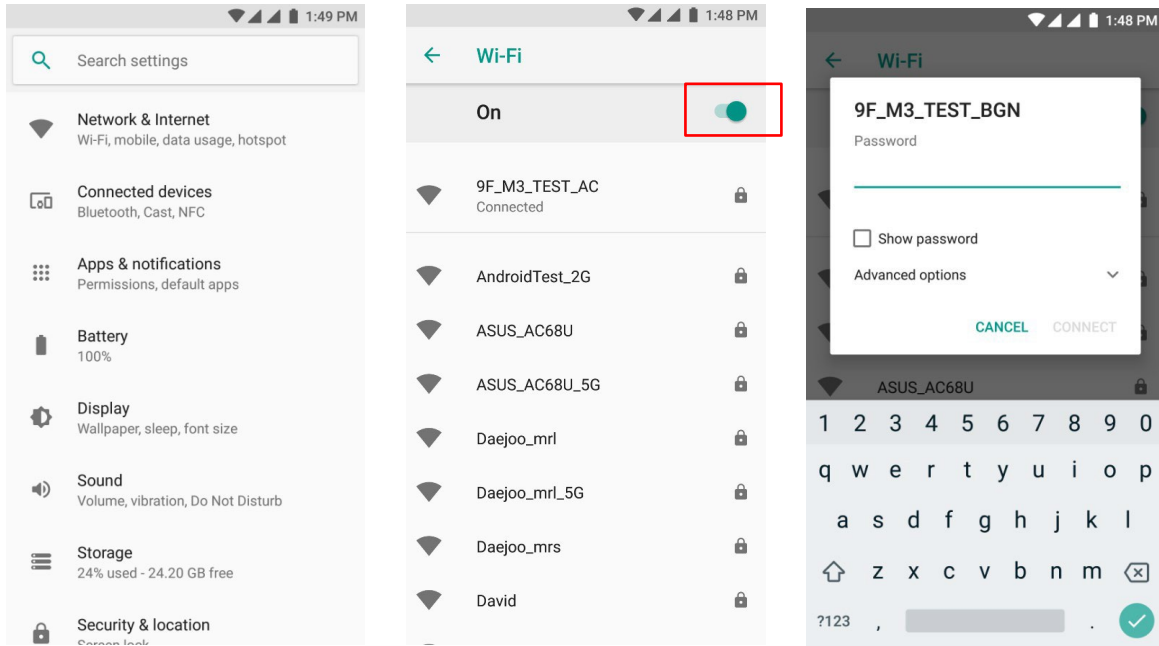 1:49 PM
Search settings
Network & Internet
Wi-Fi, mobile, data usage, hotspot
Connected devices
Bluetooth, Cast, NFC
Apps & notifications
Permissions, default apps
Battery
100%
Display
Wallpaper, sleep, font size
Sound
Volume, vibration, Do Not Disturb
Storage
24% used - 24.20 GB free
Security & location
Screen lock
1:48 PM
Wi-Fi
On
9F_M3_TEST_AC
Connected
AndroidTest_2G
ASUS_AC68U
ASUS_AC68U_5G
Daejoo_mrl
Daejoo_mrl_5G
Daejoo_mrs
David
1:48 PM
Wi-Fi
9F_M3_TEST_BGN
Password
Show password
Advanced options
CANCEL CONNECT
ASUS_AC68U
1 2 3 4 5 6 7 8 9 0
q w e r t y u i o p
a s d f g h j k l
z x c v b n m
?123 , .